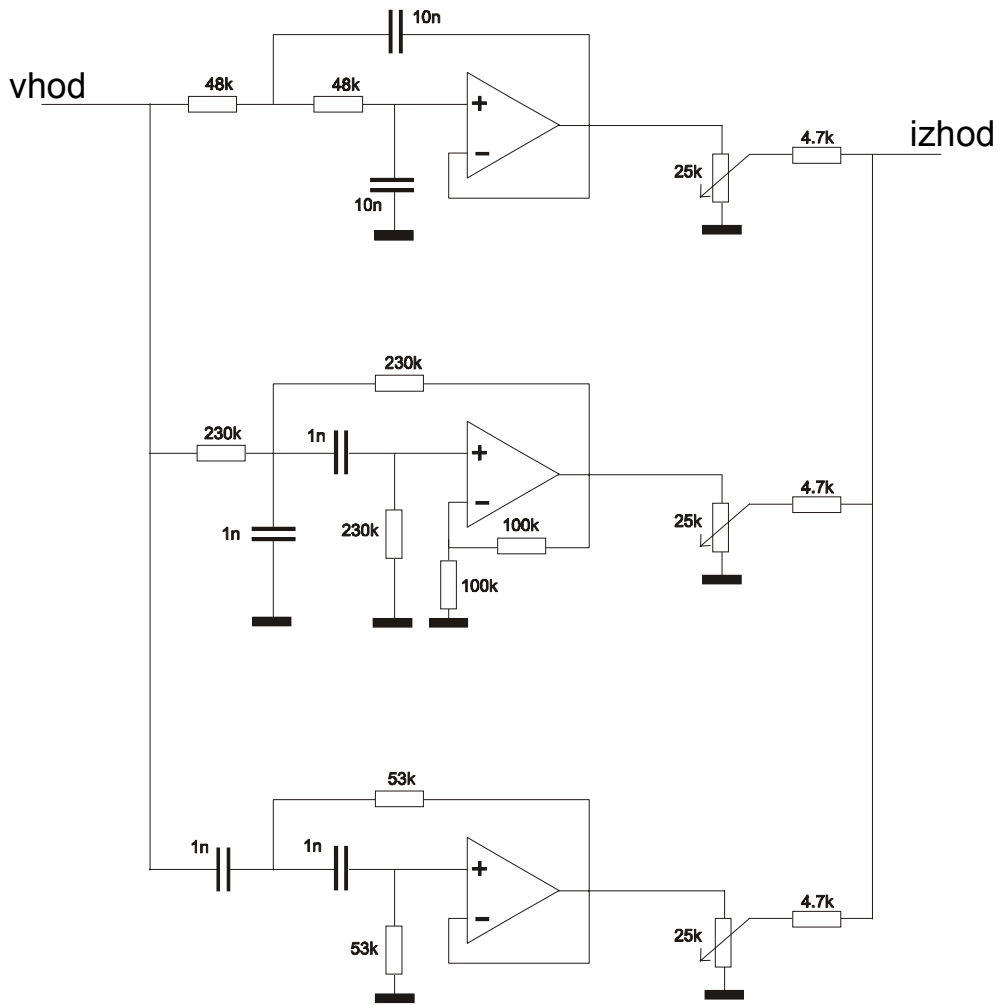 10n
vhod
48k
48k
izhod
4.7k
25k
10n
+
−
230k
230k
1n
+
−
4.7k
25k
1n
230k
100k
100k
53k
1n
1n
+
−
4.7k
25k
53k